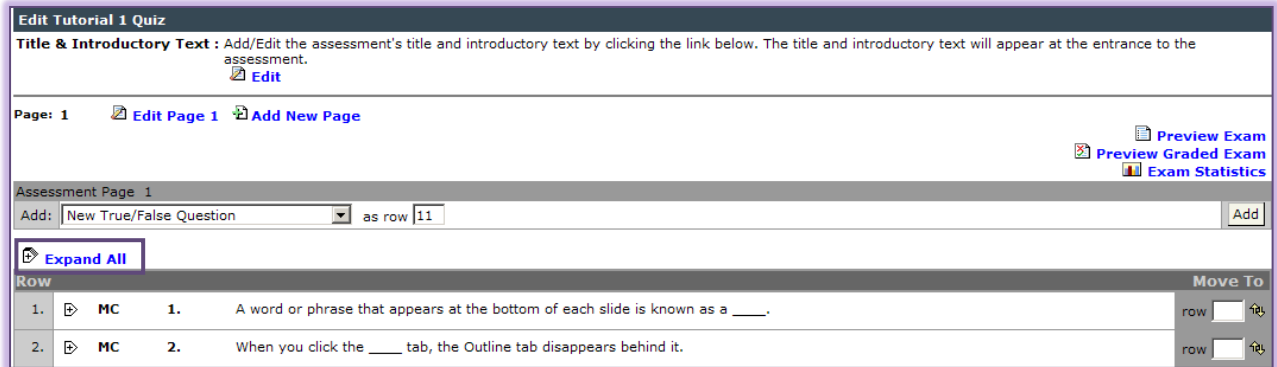 Edit Tutorial 1 Quiz
Title & Introductory Text : Add/Edit the assessment's title and introductory text by clicking the link below. The title and introductory text will appear at the entrance to the
assessment.
Edit
Page: 1 Edit Page 1 Add New Page
Preview Exam
Preview Graded Exam
Exam Statistics
Assessment Page 1
Add: New True/False Question as row 11 Add
Expand All
Row Move To
1. MC 1. A word or phrase that appears at the bottom of each slide is known as a ____. row
2. MC 2. When you click the ____ tab, the Outline tab disappears behind it. row